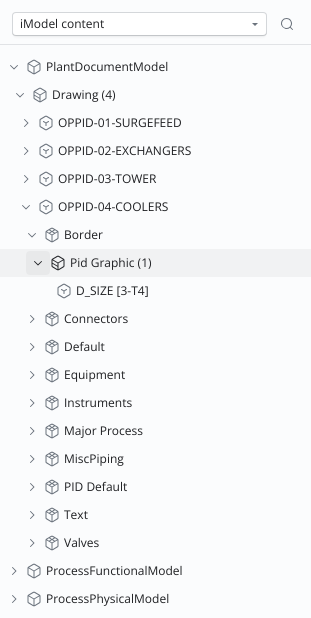 iModel content
PlantDocumentModel
Drawing (4)
OPPID-01-SURGEFEED
OPPID-02-EXCHANGERS
OPPID-03-TOWER
OPPID-04-COOLERS
Border
Pid Graphic (1)
D_SIZE [3-T4]
Connectors
Default
Equipment
Instruments
Major Process
MiscPiping
PID Default
Text
Valves
ProcessFunctionalModel
ProcessPhysicalModel